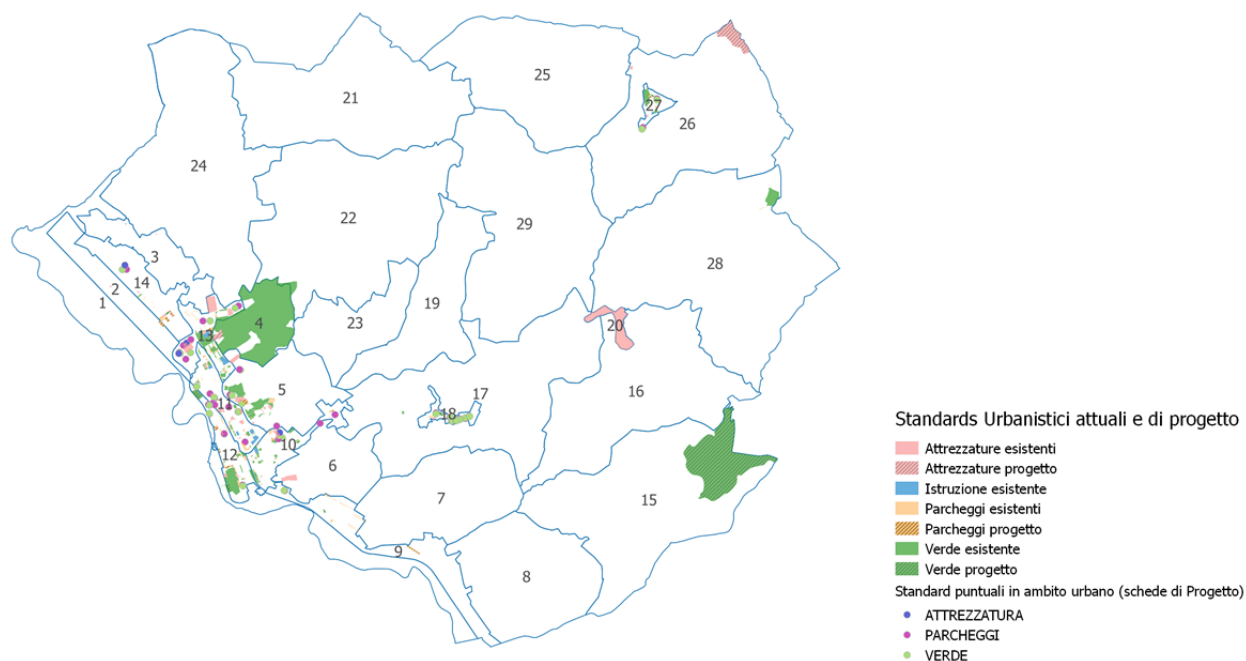 25
21
27
26
24
22
29
3
28
2
14
1
19
4
20
13
23
5
17
16
11
18
10
12
6
7
15
9
8
Standards Urbanistici attuali e di progetto
Attrezzature esistenti
Attrezzature progetto
Istruzione esistente
Parcheggi esistenti
Parcheggi progetto
Verde esistente
Verde progetto
Standard puntuali in ambito urbano (schede di Progetto)
ATTREZZATURA
PARCHEGGI
VERDE